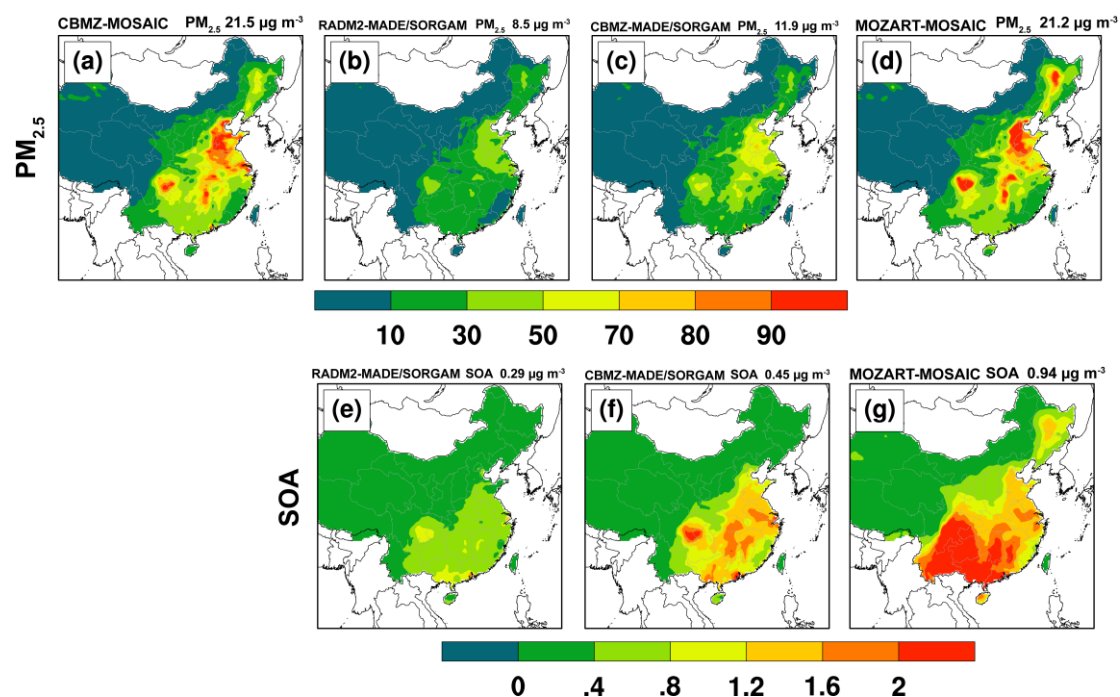 CBMZ-MOSAIC PM2.5 21.5 µg m-3
RADM2-MADE/SORGAM PM2.5 8.5 µg m-3
CBMZ-MADE/SORGAM PM2.5 11.9 µg m-3
MOZART-MOSAIC PM2.5 21.2 µg m-3
(a)
(b)
(c)
(d)
PM2.5
10 30 50 70 80 90
RADM2-MADE/SORGAM SOA 0.29 µg m-3
CBMZ-MADE/SORGAM SOA 0.45 µg m-3
MOZART-MOSAIC SOA 0.94 µg m-3
(e)
(f)
(g)
SOA
0 .4 .8 1.2 1.6 2